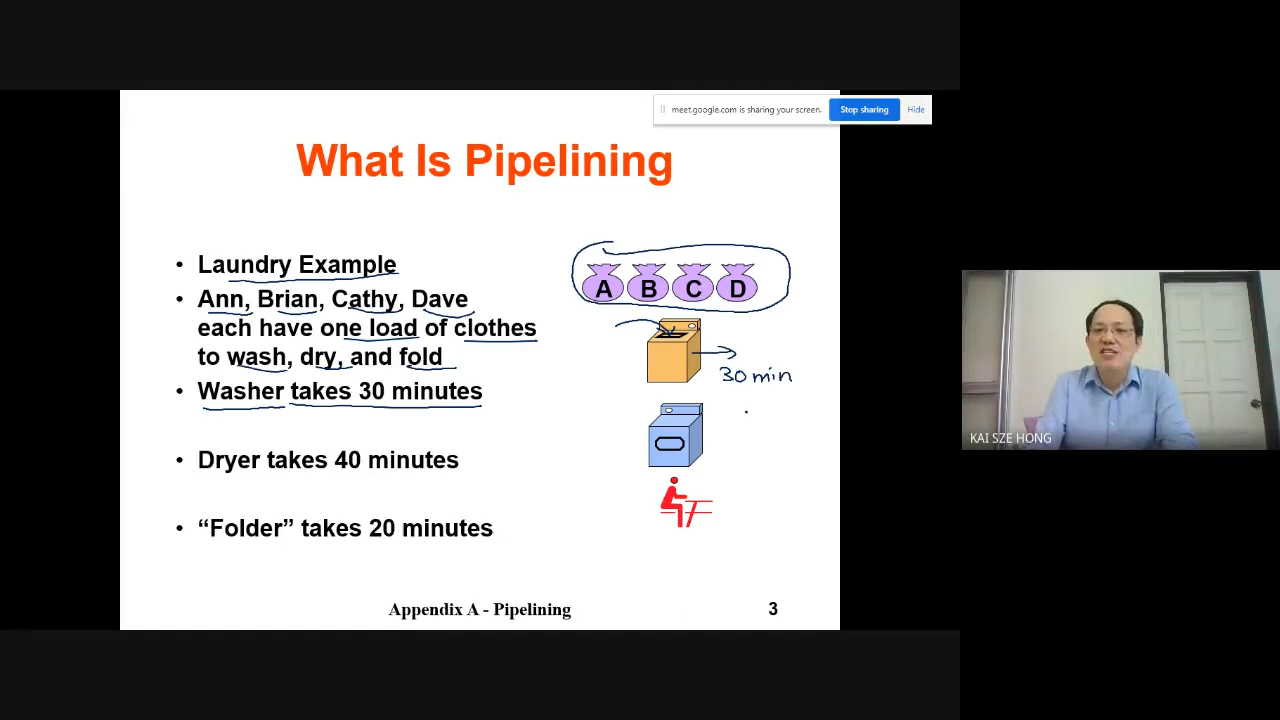 meet.google.com is sharing your screen.
Stop sharing
Hide
What Is Pipelining
• Laundry Example
• Ann, Brian, Cathy, Dave
each have one load of clothes
to wash, dry, and fold
• Washer takes 30 minutes
• Dryer takes 40 minutes
• “Folder” takes 20 minutes
A B C D
30 min
KAI SZE HONG
Appendix A - Pipelining
3